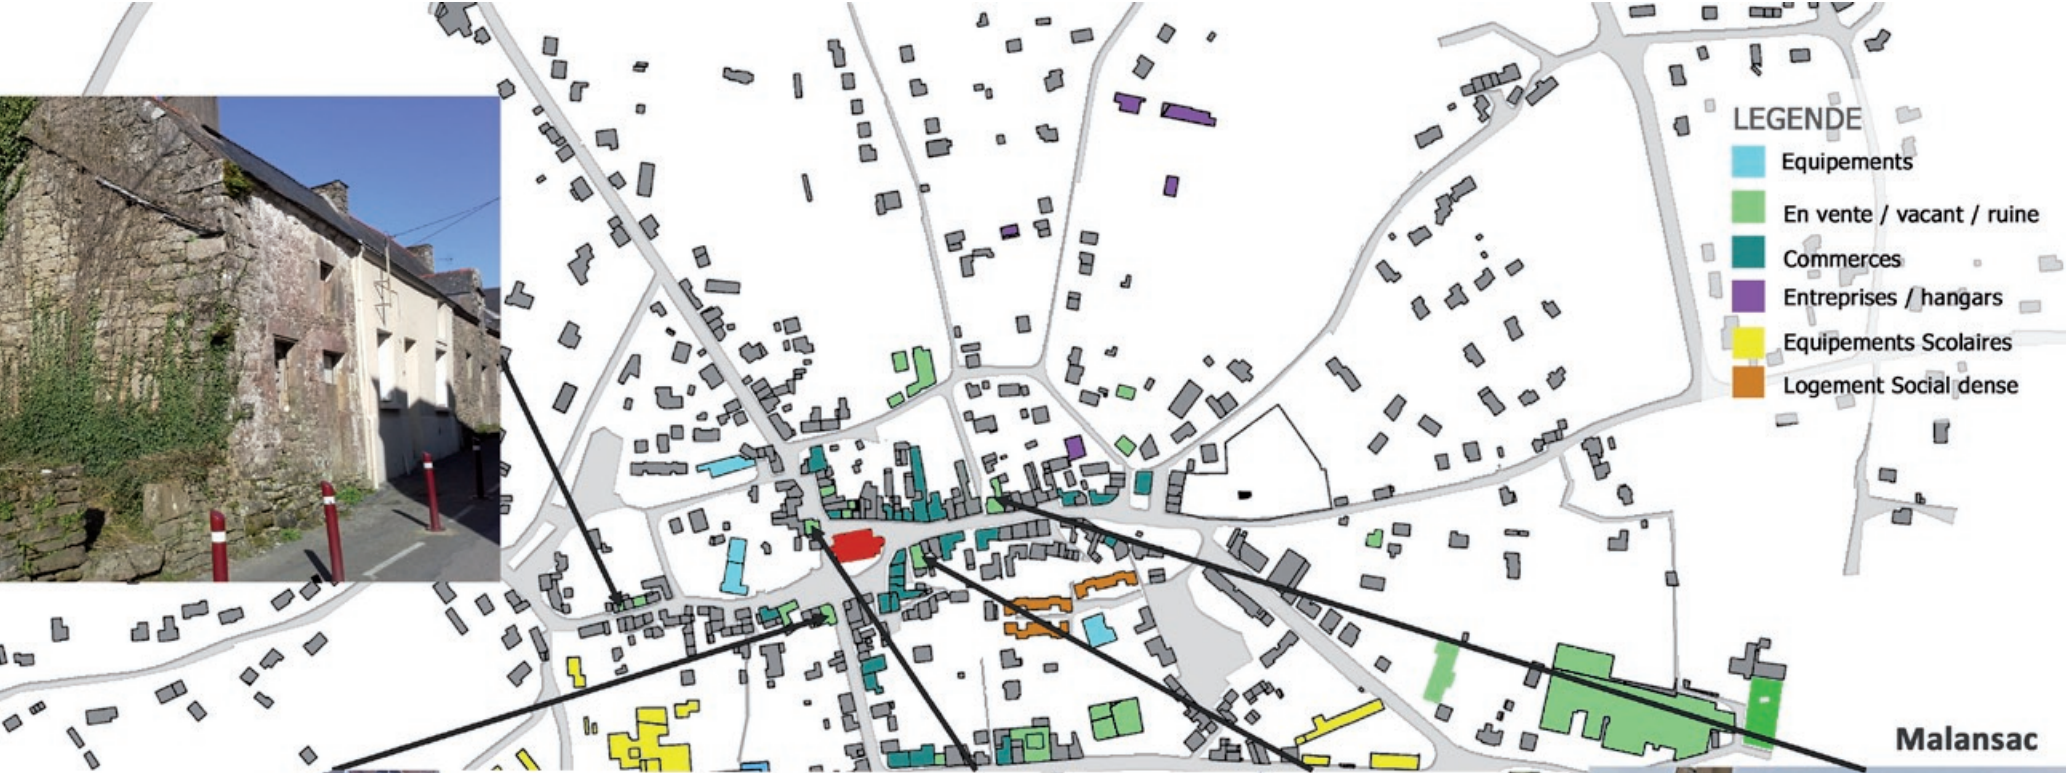 LEGENDE
Equipements
En vente / vacant / ruine
Commerces
Entreprises / hangars
Equipements Scolaires
Logement Social dense
Malansac